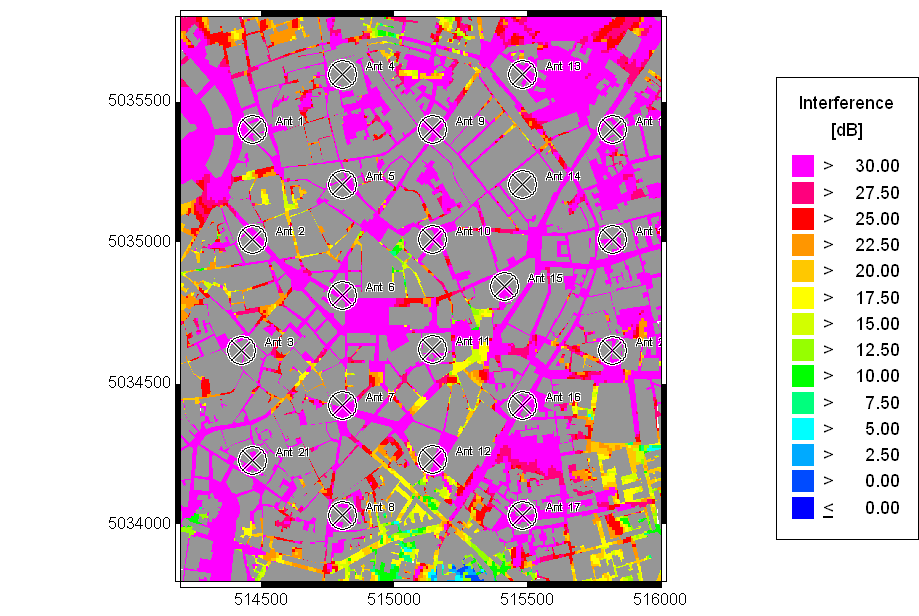 Ant 4
Ant 13
5035500
Ant 1
Ant 9
Ant 5
Ant 14
5035000
Ant 2
Ant 10
Ant 15
Ant 6
Ant 3
Ant 11
5034500
Ant 7
Ant 16
Ant 21
Ant 12
5034000
Ant 8
Ant 17
514500
515000
515500
516000
Interference
[dB]
> 30.00
> 27.50
> 25.00
> 22.50
> 20.00
> 17.50
> 15.00
> 12.50
> 10.00
> 7.50
> 5.00
> 2.50
> 0.00
≤ 0.00